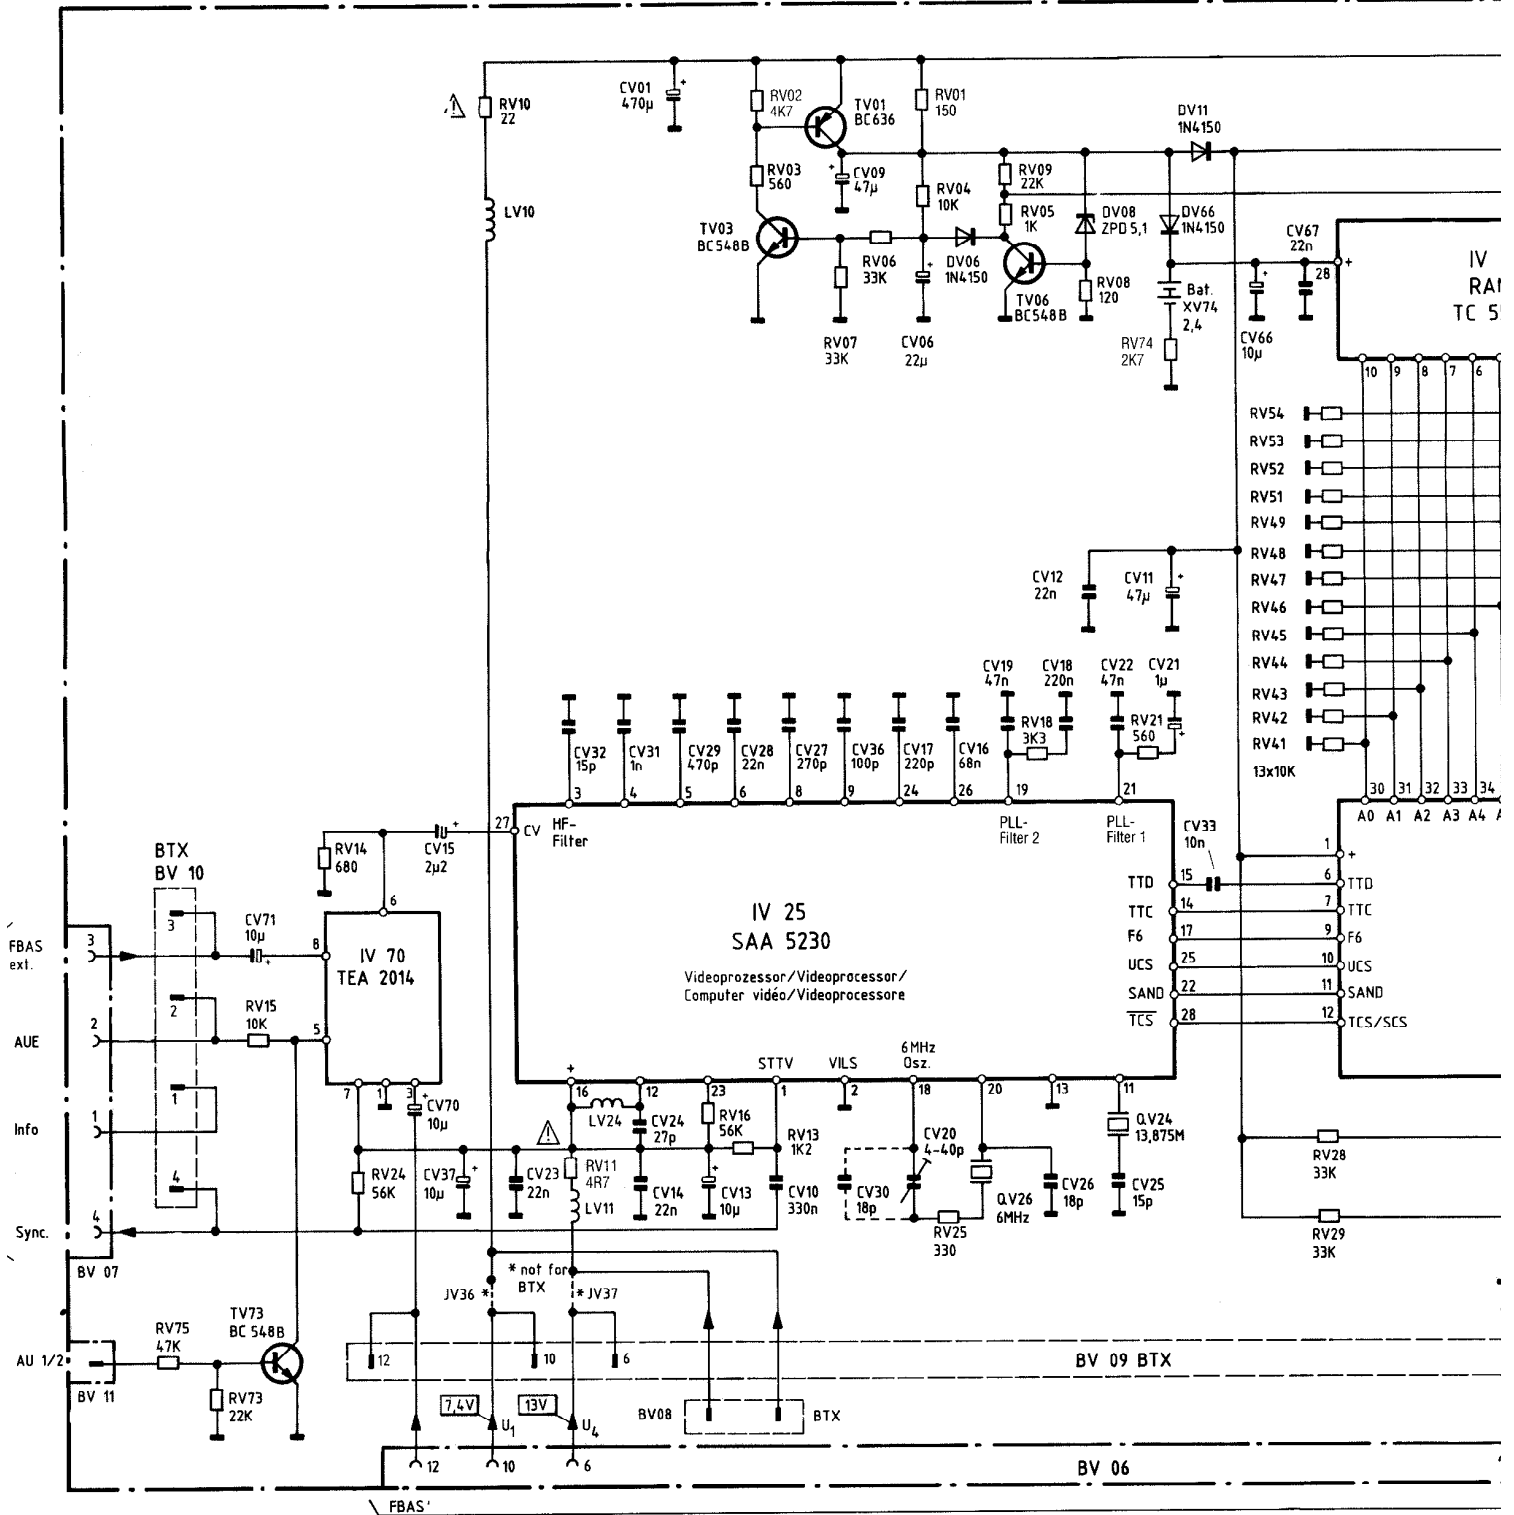 CV01
470µ
RV02
4K7
TV01
BC636
RV01
150
RV10
22
DV11
1N4150
RV03
560
CV09
47µ
RV04
10K
RV09
22K
RV05
1K
LV10
TV03
BC548B
DV08
ZPD 5,1
DV66
1N4150
CV67
22n
RV06
33K
DV06
1N4150
TV06
BC548B
RV08
120
Bat.
XV74
2,4
28
+
IV
RV07
33K
CV06
22µ
RV74
2K7
CV66
10µ
10
9
8
7
6
RV54
RV53
RV52
RV51
RV49
RV48
RV47
RV46
RV45
RV44
RV43
RV42
RV41
13x10K
CV12
22n
CV11
47µ
CV19
47n
CV18
220n
CV22
47n
CV21
1µ
RV18
3K3
RV21
560
CV32
15p
CV31
1n
CV29
470p
CV28
22n
CV27
270p
CV36
100p
CV17
220p
CV16
68n
3
4
5
6
8
9
24
26
19
21
30
31
32
33
34
A0
A1
A2
A3
A4
27
CV
HF-
Filter
PLL-
Filter 2
PLL-
Filter 1
CV33
10n
RV14
680
CV15
2µ2
BTX
BV 10
IV 25
SAA 5230
Videoprozessor/Videoprocessor/
Computer vidéo/Videoprocessore
TTD
15
TTC
14
F6
17
UCS
25
SAND
22
TCS
28
1
+
6
TTD
7
TTC
9
F6
10
UCS
11
SAND
12
TCS/SCS
FBAS
ext.
3
3
CV71
10µ
8
6
IV 70
TEA 2014
AUE
2
2
RV15
10K
5
7
1
3
Info
1
1
Sync.
4
4
BV 07
+
STTV
VILS
6MHz
Osz.
16
12
23
1
2
18
20
13
11
CV70
10µ
LV24
CV24
27p
RV16
56K
RV13
1K2
CV20
4-40p
QV24
13,875M
RV24
56K
CV37
10µ
CV23
22n
RV11
4R7
LV11
CV14
22n
CV13
10µ
CV10
330n
CV30
18p
RV25
330
QV26
6MHz
CV26
18p
CV25
15p
RV28
33K
RV29
33K
* not for
BTX
JV36 *
* JV37
TV73
BC 548B
RV75
47K
AU 1/2
BV 11
RV73
22K
12
10
6
BV 09 BTX
7,4V
U1
13V
U4
BV08
BTX
12
10
6
BV 06
FBAS'